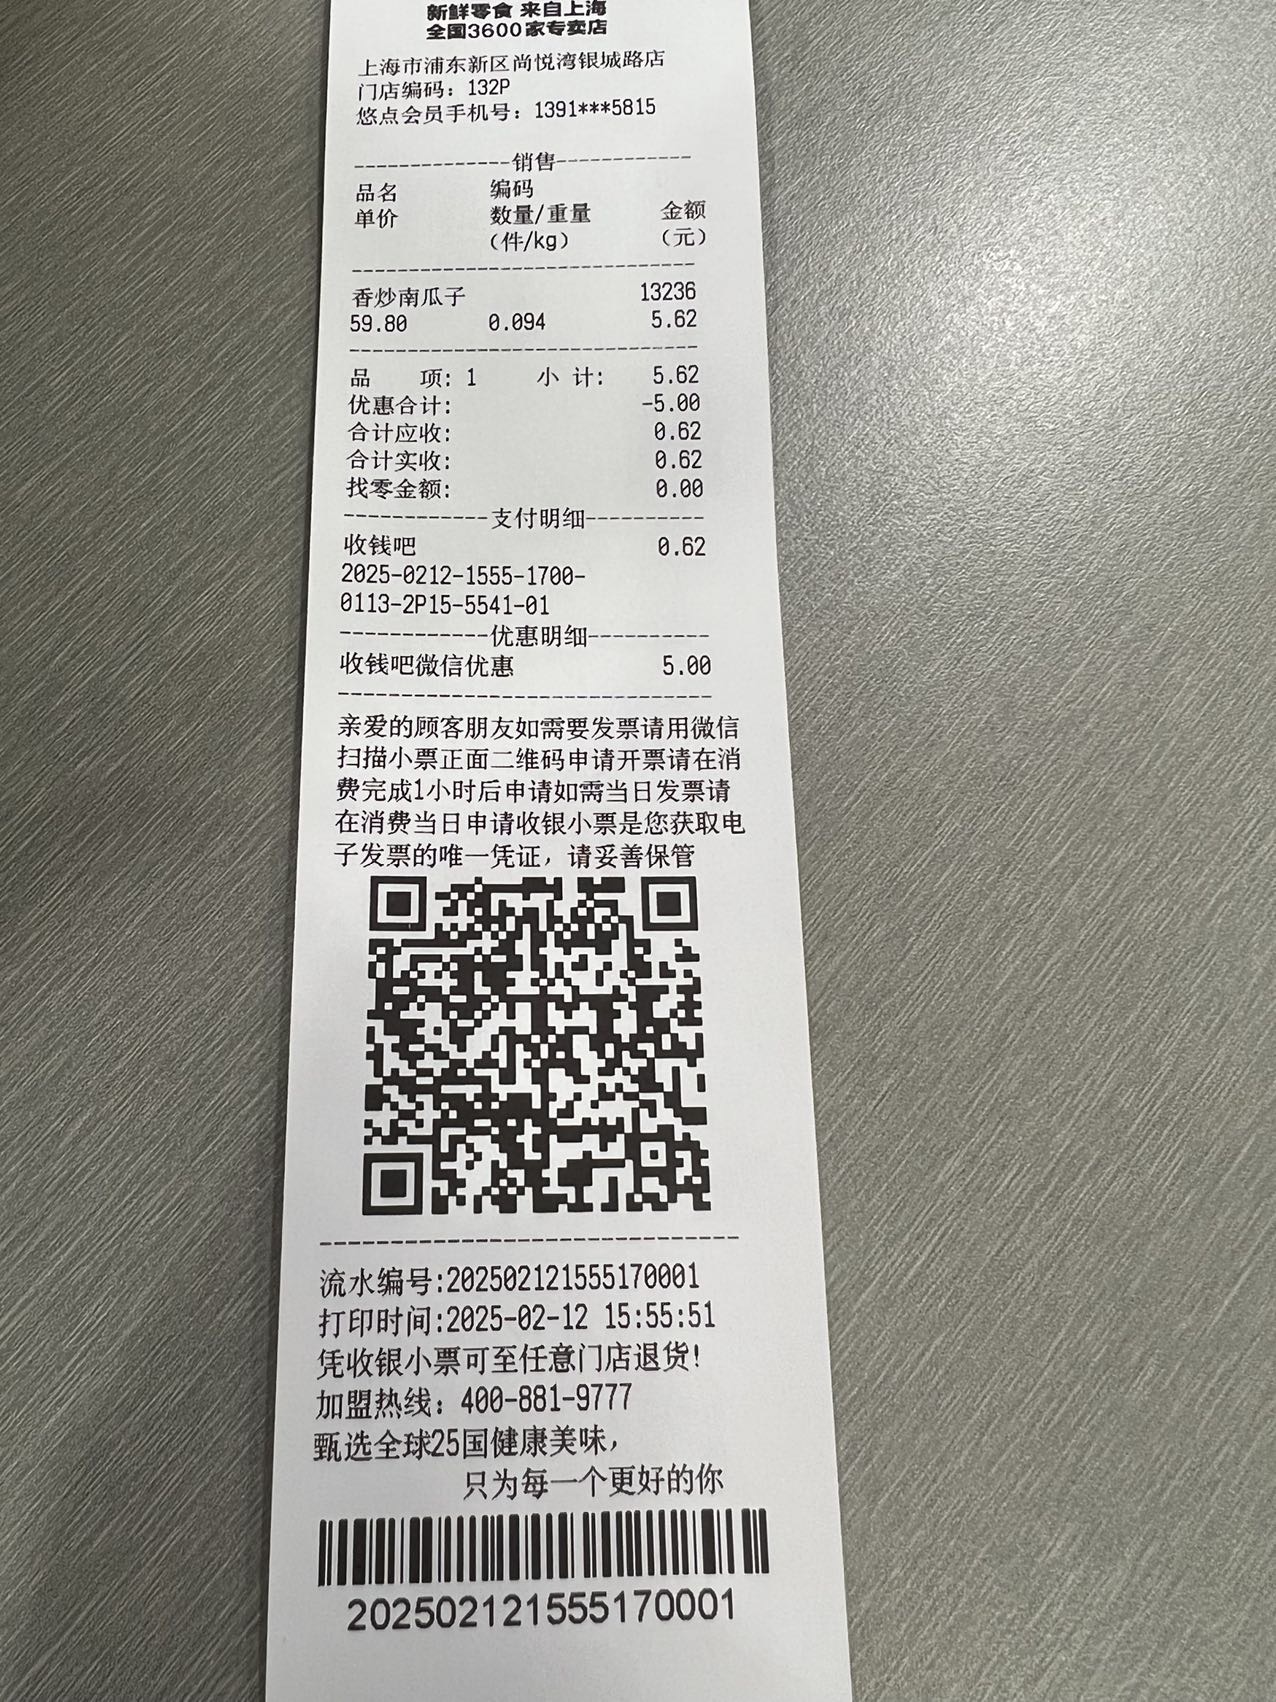 新鲜零食 来自上海
全国3600家专卖店
上海市浦东新区尚悦湾银城路店
门店编码：132P
悠点会员手机号：1391***5815
--------------销售------------
品名 编码
单价 数量/重量 金额
（件/kg） （元）
------------------------------
香炒南瓜子 13236
59.80 0.094 5.62
------------------------------
品 项: 1 小 计: 5.62
优惠合计: -5.00
合计应收: 0.62
合计实收: 0.62
找零金额: 0.00
------------支付明细----------
收钱吧 0.62
2025-0212-1555-1700-
0113-2P15-5541-01
------------优惠明细----------
收钱吧微信优惠 5.00
------------------------------
亲爱的顾客朋友如需要发票请用微信
扫描小票正面二维码申请开票请在消
费完成1小时后申请如需当日发票请
在消费当日申请收银小票是您获取电
子发票的唯一凭证，请妥善保管
------------------------------
流水编号:202502121555170001
打印时间:2025-02-12 15:55:51
凭收银小票可至任意门店退货!
加盟热线：400-881-9777
甄选全球25国健康美味，
只为每一个更好的你
202502121555170001